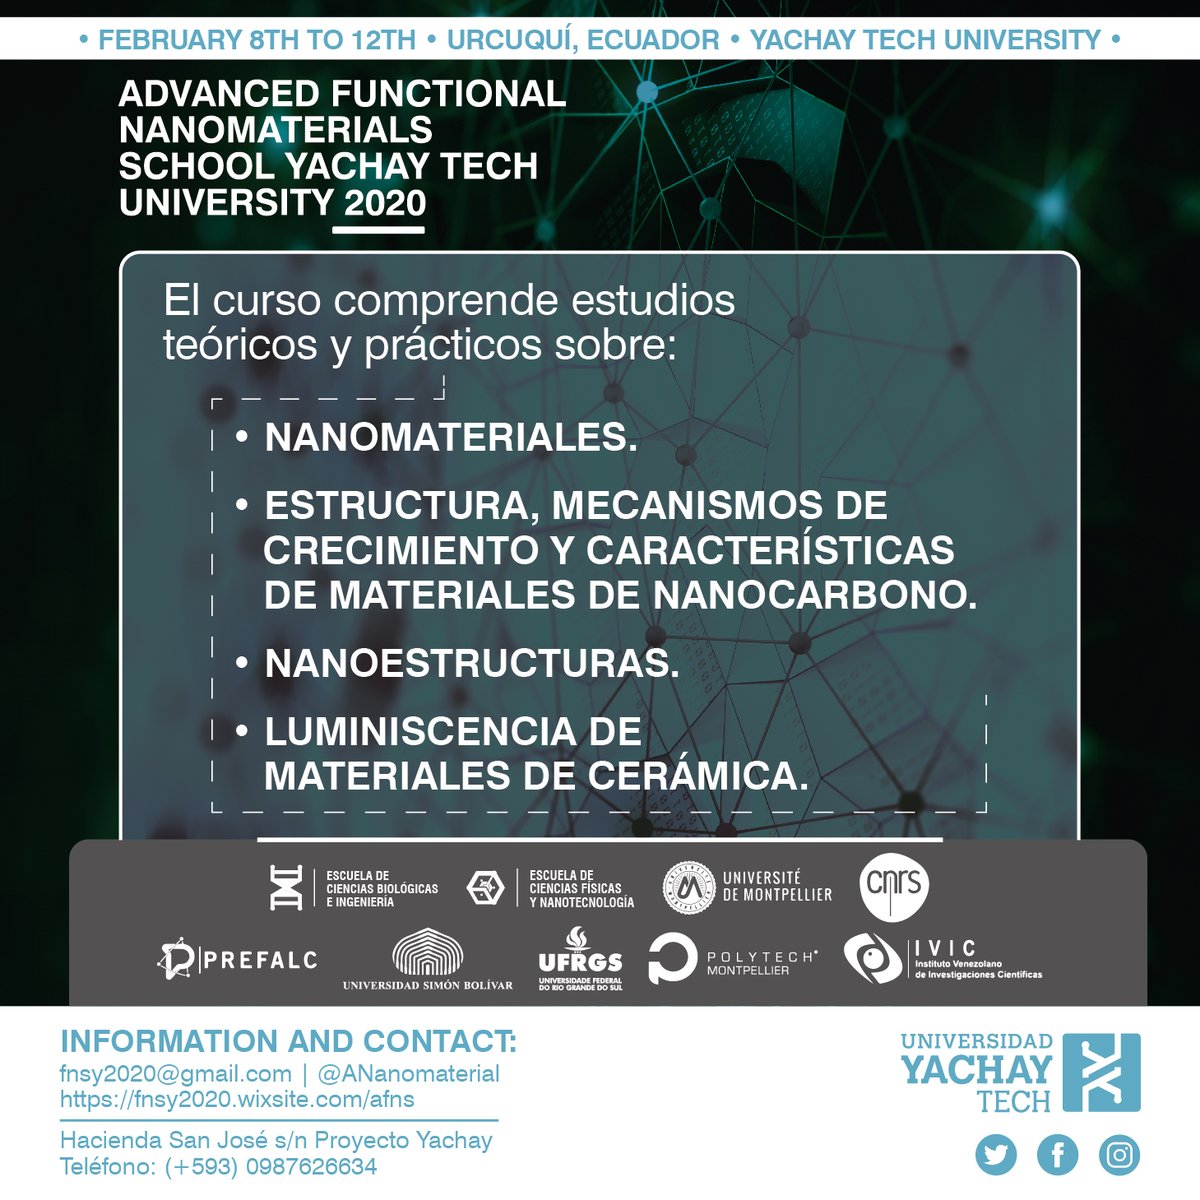 • FEBRUARY 8TH TO 12TH • URCUQUÍ, ECUADOR • YACHAY TECH UNIVERSITY •
ADVANCED FUNCTIONAL
NANOMATERIALS
SCHOOL YACHAY TECH
UNIVERSITY 2020
El curso comprende estudios
teóricos y prácticos sobre:
• NANOMATERIALES.
• ESTRUCTURA, MECANISMOS DE
CRECIMIENTO Y CARACTERÍSTICAS
DE MATERIALES DE NANOCARBONO.
• NANOESTRUCTURAS.
• LUMINISCENCIA DE
MATERIALES DE CERÁMICA.
ESCUELA DE
CIENCIAS BIOLÓGICAS
E INGENIERÍA
ESCUELA DE
CIENCIAS FÍSICAS
Y NANOTECNOLOGÍA
UNIVERSITÉ
DE MONTPELLIER
cnrs
PREFALC
UNIVERSIDAD SIMÓN BOLÍVAR
UFRGS
UNIVERSIDADE FEDERAL
DO RIO GRANDE DO SUL
POLYTECH®
MONTPELLIER
IVIC
Instituto Venezolano
de Investigaciones Científicas
INFORMATION AND CONTACT:
fnsy2020@gmail.com | @ANanomaterial
https://fnsy2020.wixsite.com/afns
Hacienda San José s/n Proyecto Yachay
Teléfono: (+593) 0987626634
UNIVERSIDAD
YACHAY
TECH